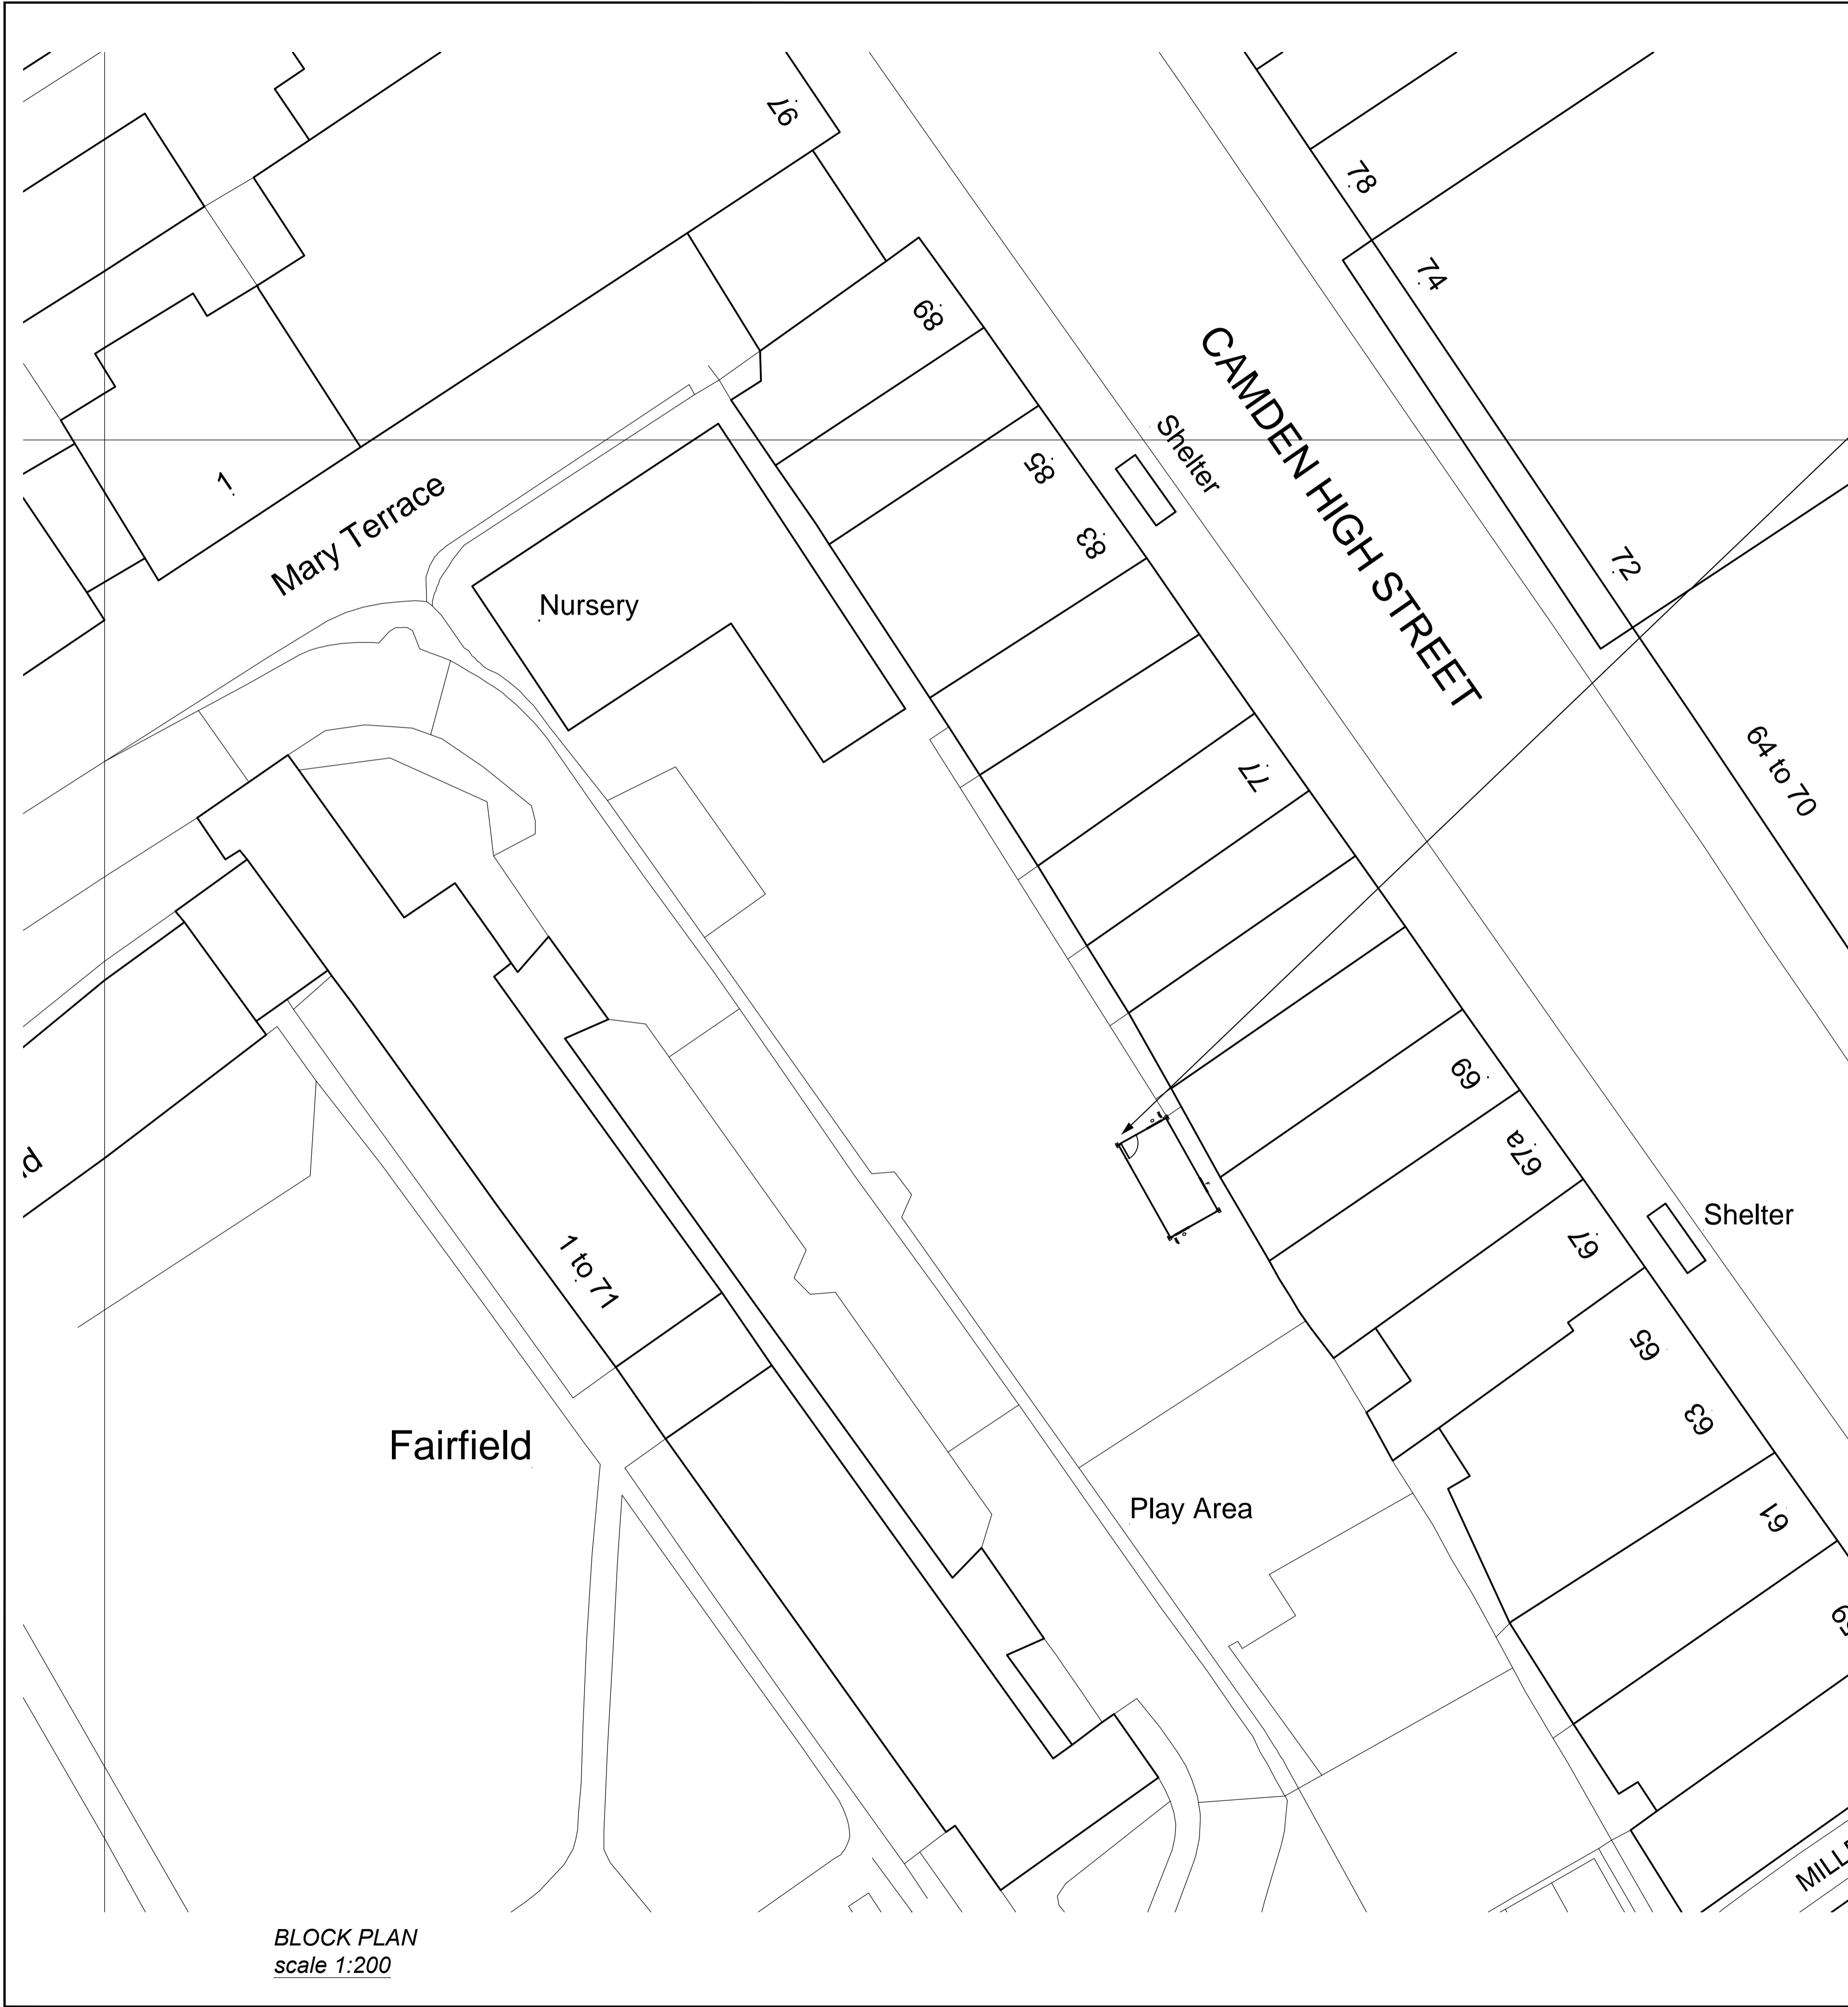 97
78
74
89
CAMDEN HIGH STREET
Shelter
85
83
72
1
Mary Terrace
Nursery
64 to 70
77
69
67a
67
Shelter
1 to 71
65
63
Fairfield
Play Area
61
BLOCK PLAN
scale 1:200